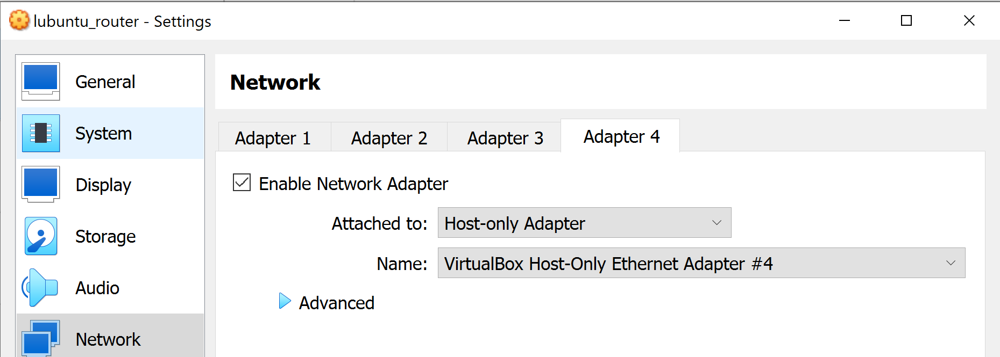 lubuntu_router - Settings
General
System
Display
Storage
Audio
Network
Network
Adapter 1 Adapter 2 Adapter 3 Adapter 4
Enable Network Adapter
Attached to: Host-only Adapter
Name: VirtualBox Host-Only Ethernet Adapter #4
Advanced